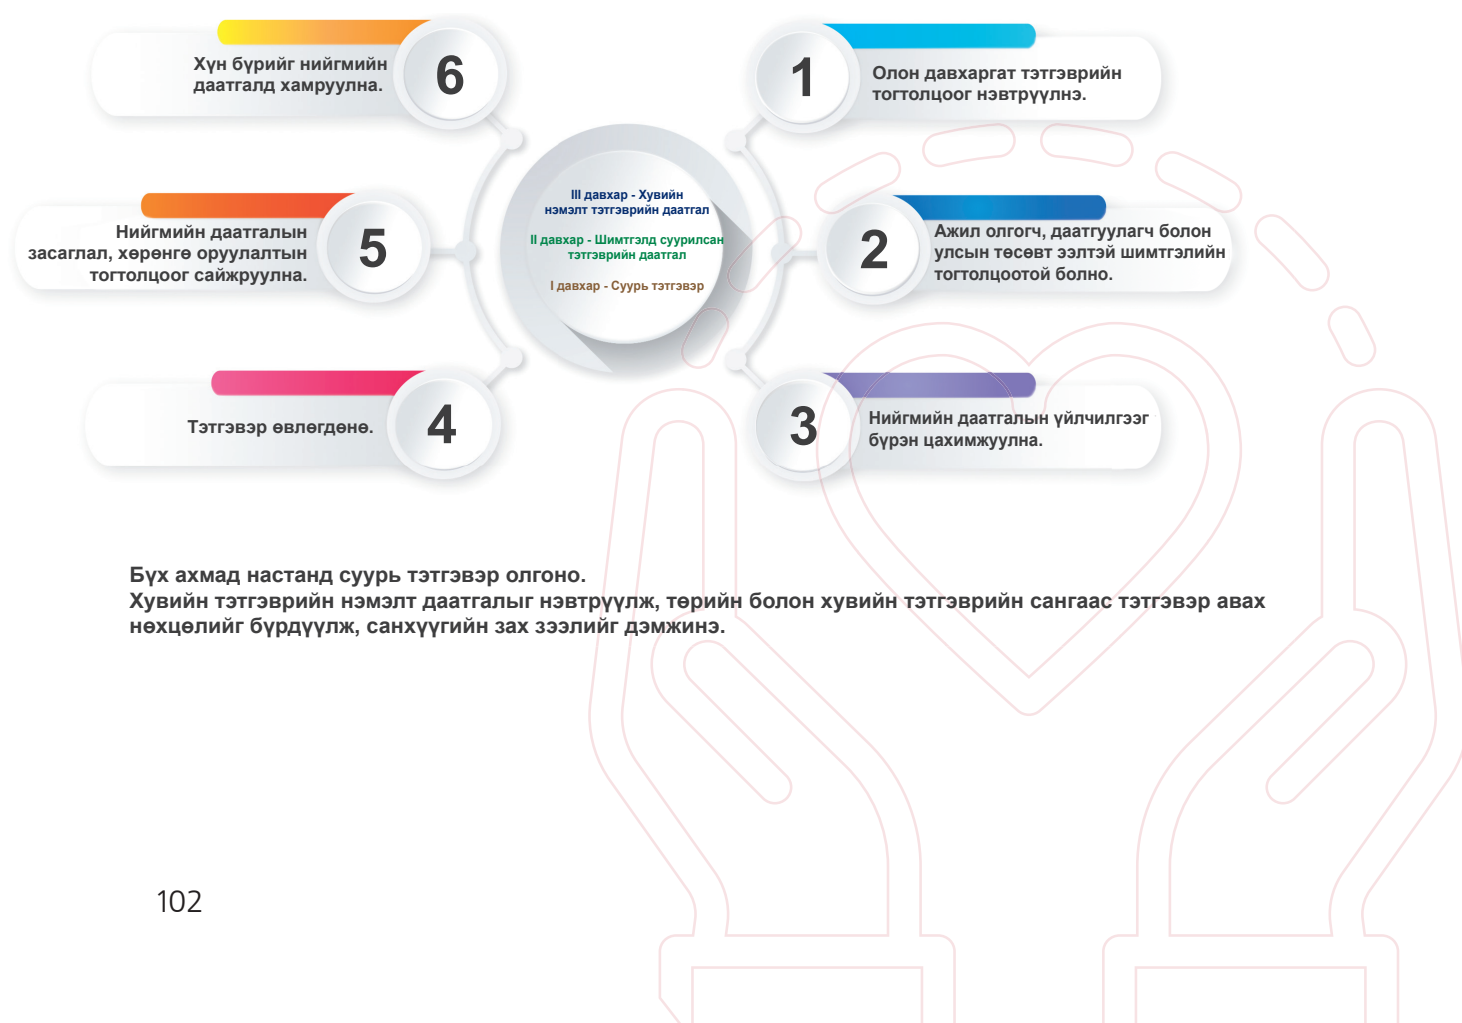 1
Олон давхаргат тэтгэврийн
тогтолцоог нэвтрүүлнэ.
2
Ажил олгогч, даатгуулагч болон
улсын төсөвт ээлтэй шимтгэлийн
тогтолцоотой болно.
3
Нийгмийн даатгалын үйлчилгээг
бүрэн цахимжуулна.
4
Тэтгэвэр өвлөгдөнө.
5
Нийгмийн даатгалын
засаглал, хөрөнгө оруулалтын
тогтолцоог сайжруулна.
6
Хүн бүрийг нийгмийн
даатгалд хамруулна.
III давхар - Хувийн
нэмэлт тэтгэврийн даатгал
II давхар - Шимтгэлд суурилсан
тэтгэврийн даатгал
I давхар - Суурь тэтгэвэр
Бүх ахмад настанд суурь тэтгэвэр олгоно.
Хувийн тэтгэврийн нэмэлт даатгалыг нэвтрүүлж, төрийн болон хувийн тэтгэврийн сангаас тэтгэвэр авах
нөхцөлийг бүрдүүлж, санхүүгийн зах зээлийг дэмжинэ.
102